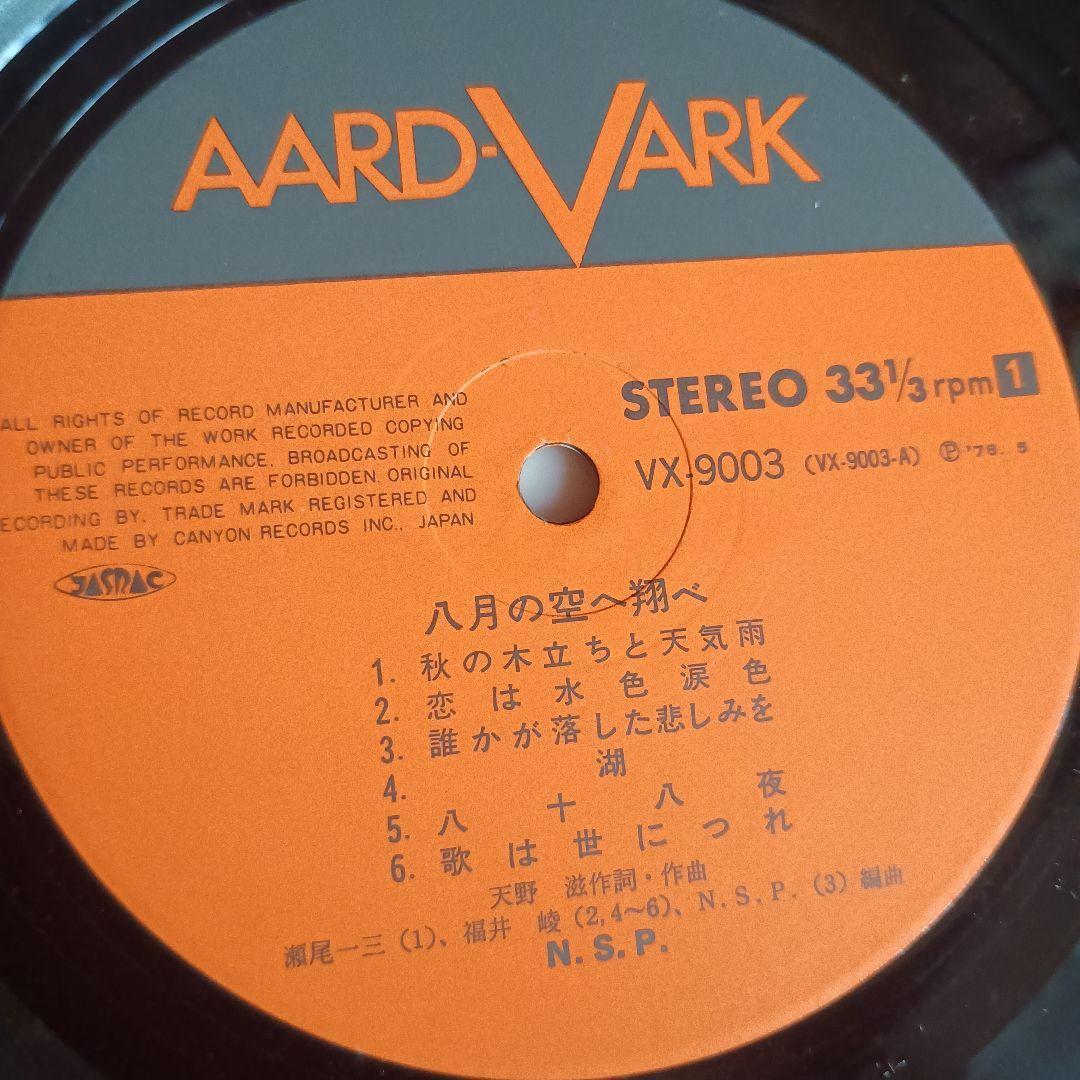 AARD-VARK
STEREO 33 1/3 rpm 1
VX-9003 (VX-9003-A) Ⓟ '78. 5
ALL RIGHTS OF RECORD MANUFACTURER AND
OWNER OF THE WORK RECORDED COPYING
PUBLIC PERFORMANCE, BROADCASTING OF
THESE RECORDS ARE FORBIDDEN. ORIGINAL
RECORDING BY. TRADE MARK REGISTERED AND
MADE BY CANYON RECORDS INC., JAPAN
JASRAC
八月の空へ翔べ
1. 秋の木立ちと天気雨
2. 恋は水色涙色
3. 誰かが落した悲しみを
4. 湖
5. 八十八夜
6. 歌は世につれ
天野 滋作詞・作曲
瀬尾一三(1)、福井 崚(2,4〜6)、N.S.P.(3)編曲
N.S.P.